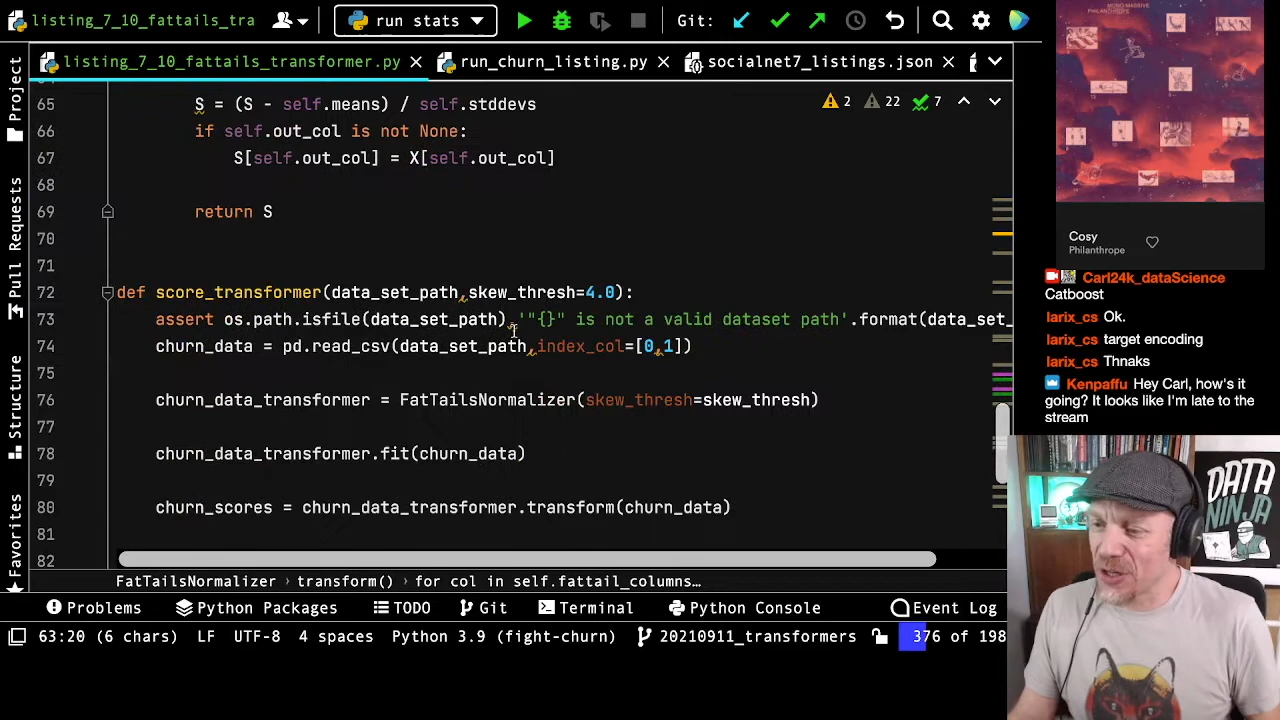 listing_7_10_fattails_tra
run stats
Git:
listing_7_10_fattails_transformer.py
run_churn_listing.py
socialnet7_listings.json
65 S = (S - self.means) / self.stddevs
2 22 7
66 if self.out_col is not None:
67 S[self.out_col] = X[self.out_col]
68
69 return S
70
71
72 def score_transformer(data_set_path,skew_thresh=4.0):
73 assert os.path.isfile(data_set_path),'"{}" is not a valid dataset path'.format(data_set_
74 churn_data = pd.read_csv(data_set_path,index_col=[0,1])
75
76 churn_data_transformer = FatTailsNormalizer(skew_thresh=skew_thresh)
77
78 churn_data_transformer.fit(churn_data)
79
80 churn_scores = churn_data_transformer.transform(churn_data)
81
82
FatTailsNormalizer › transform() › for col in self.fattail_columns…
Problems
Python Packages
TODO
Git
Terminal
Python Console
Event Log
63:20 (6 chars) LF UTF-8 4 spaces Python 3.9 (fight-churn) 20210911_transformers 376 of 198
Project
Pull Requests
Structure
Favorites
MONO MASSIVE
PHILANTHROPE
Cosy
Philanthrope
Carl24k_dataScience
Catboost
larix_cs Ok.
larix_cs target encoding
larix_cs Thnaks
Kenpaffu Hey Carl, how's it
going? It looks like I'm late to the
stream
DATA
NINJA